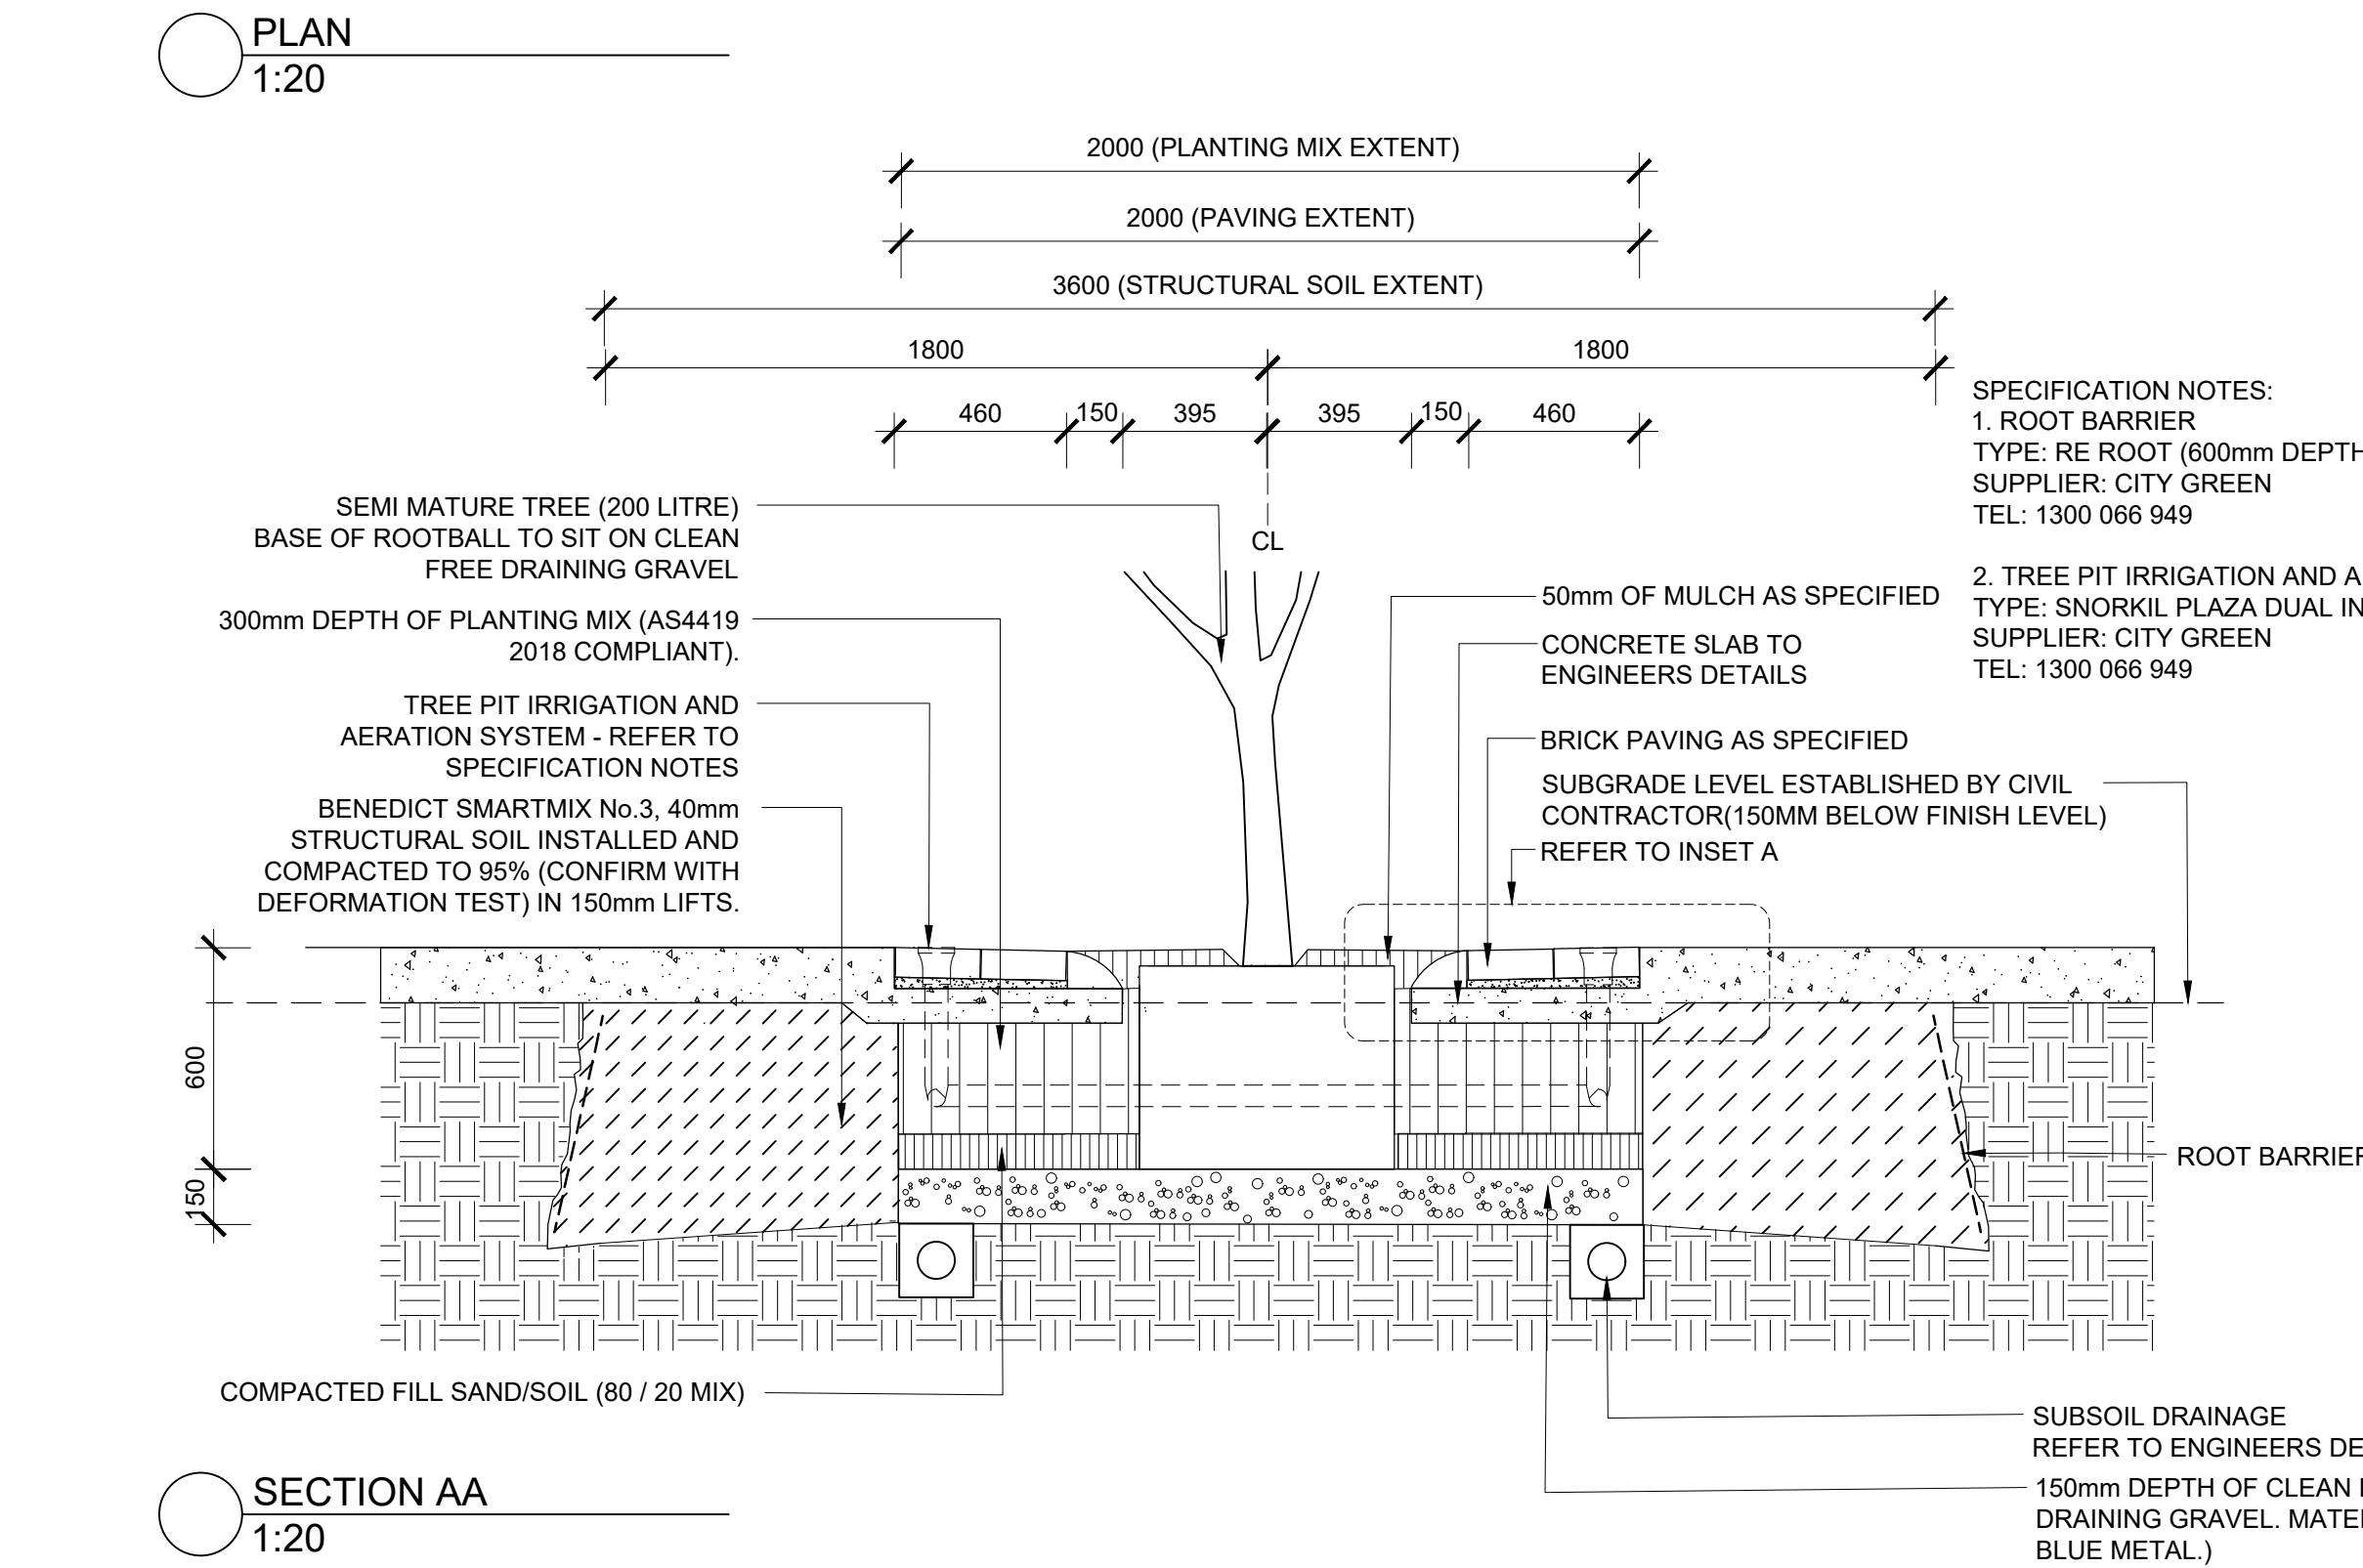 PLAN
1:20
2000 (PLANTING MIX EXTENT)
2000 (PAVING EXTENT)
3600 (STRUCTURAL SOIL EXTENT)
1800
1800
460
150
395
395
150
460
CL
SEMI MATURE TREE (200 LITRE)
BASE OF ROOTBALL TO SIT ON CLEAN
FREE DRAINING GRAVEL
300mm DEPTH OF PLANTING MIX (AS4419
2018 COMPLIANT).
TREE PIT IRRIGATION AND
AERATION SYSTEM - REFER TO
SPECIFICATION NOTES
BENEDICT SMARTMIX No.3, 40mm
STRUCTURAL SOIL INSTALLED AND
COMPACTED TO 95% (CONFIRM WITH
DEFORMATION TEST) IN 150mm LIFTS.
50mm OF MULCH AS SPECIFIED
CONCRETE SLAB TO
ENGINEERS DETAILS
BRICK PAVING AS SPECIFIED
SUBGRADE LEVEL ESTABLISHED BY CIVIL
CONTRACTOR(150MM BELOW FINISH LEVEL)
REFER TO INSET A
SPECIFICATION NOTES:
1. ROOT BARRIER
TYPE: RE ROOT (600mm DEPTH
SUPPLIER: CITY GREEN
TEL: 1300 066 949
2. TREE PIT IRRIGATION AND A
TYPE: SNORKIL PLAZA DUAL IN
SUPPLIER: CITY GREEN
TEL: 1300 066 949
600
150
ROOT BARRIER
COMPACTED FILL SAND/SOIL (80 / 20 MIX)
SUBSOIL DRAINAGE
REFER TO ENGINEERS DE
150mm DEPTH OF CLEAN
DRAINING GRAVEL. MATE
BLUE METAL.)
SECTION AA
1:20